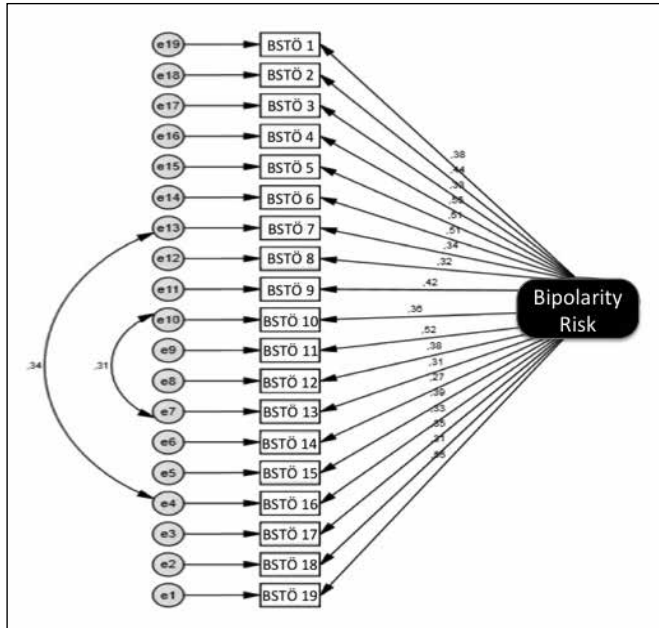 e19 BSTÖ 1
e18 BSTÖ 2
e17 BSTÖ 3
e16 BSTÖ 4
e15 BSTÖ 5
e14 BSTÖ 6
e13 BSTÖ 7
e12 BSTÖ 8
e11 BSTÖ 9
e10 BSTÖ 10
e9 BSTÖ 11
e8 BSTÖ 12
e7 BSTÖ 13
e6 BSTÖ 14
e5 BSTÖ 15
e4 BSTÖ 16
e3 BSTÖ 17
e2 BSTÖ 18
e1 BSTÖ 19
,34
,31
,38
,44
,51
,51
,34
,32
,42
,36
,52
,38
,31
,27
,39
Bipolarity
Risk